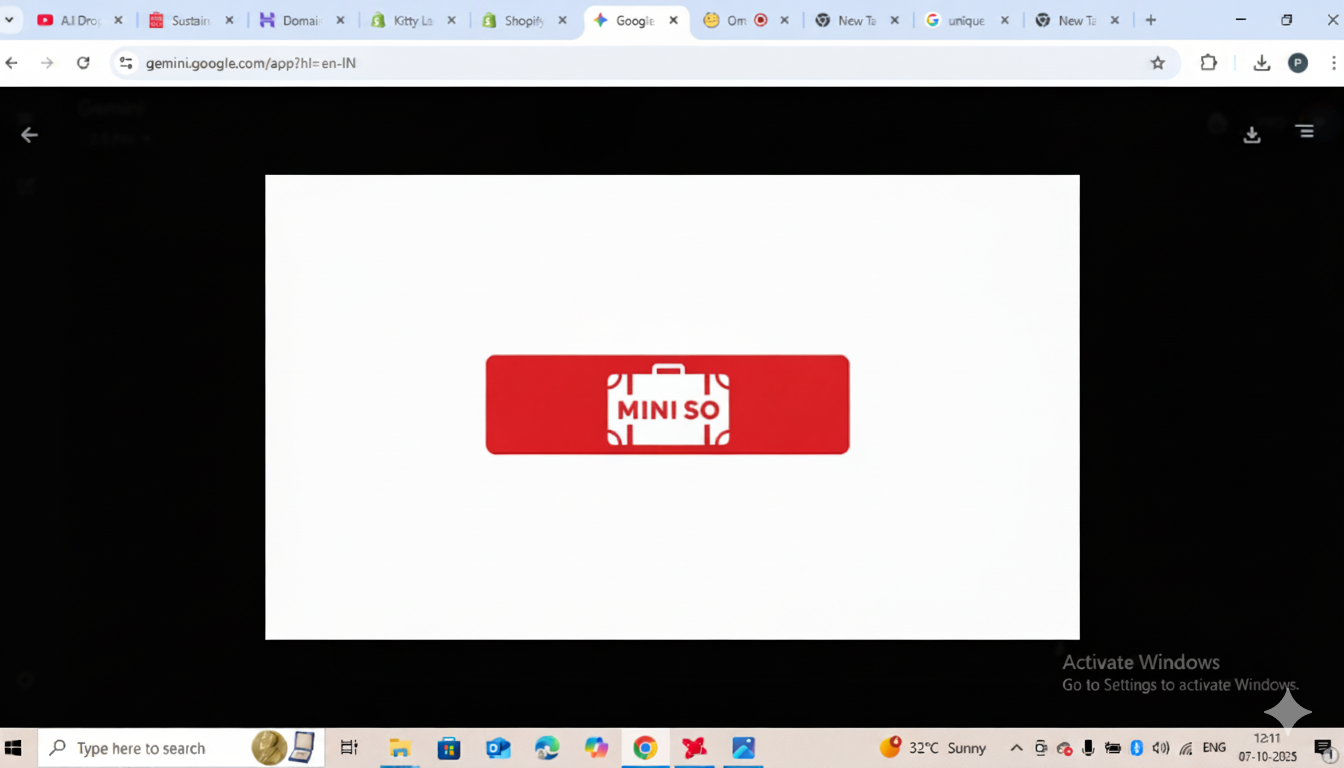 A.I Dro
Sustain
Domai
Kitty La
Shopify
Google
Om
New Ta
unique
New Ta
gemini.google.com/app?hl=en-IN
P
Gemini
MINI SO
Activate Windows
Go to Settings to activate Windows.
Type here to search
32°C Sunny
ENG
12:11
07-10-2025
1